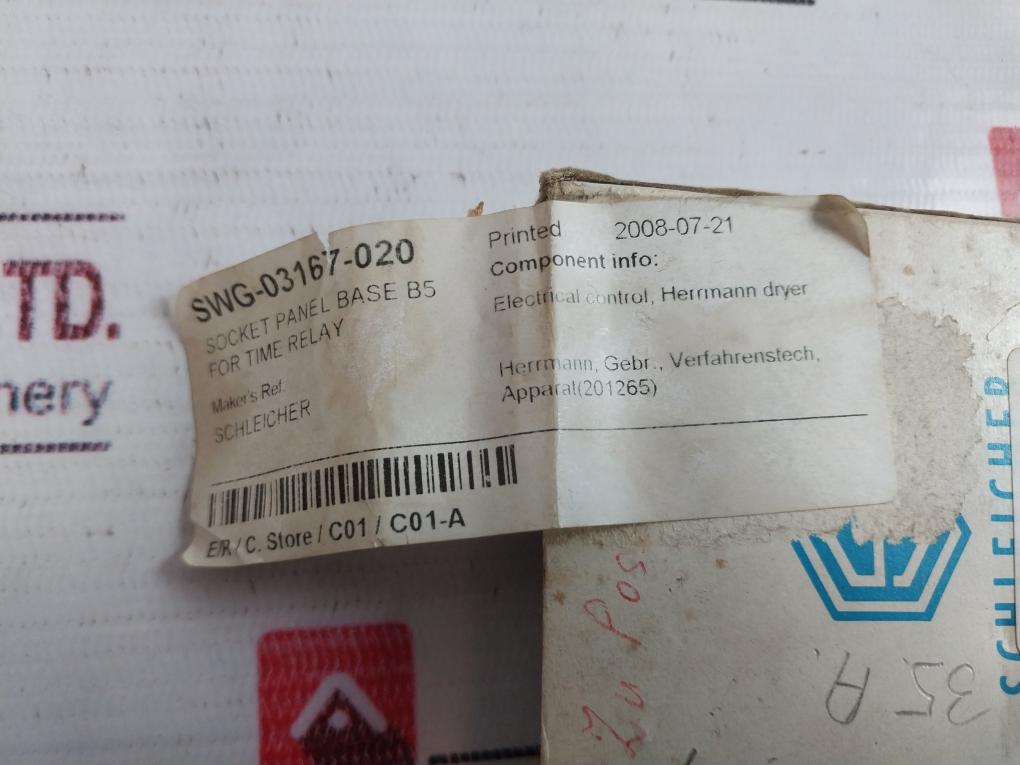 SWG-03167-020
SOCKET PANEL BASE B5
FOR TIME RELAY
Maker's Ref.
SCHLEICHER
E/R / C. Store / C01 / C01-A
Printed 2008-07-21
Component info:
Electrical control, Herrmann dryer
Herrmann, Gebr., Verfahrenstech,
Apparat(201265)
SCHLEICHER
35 A.
TD.
nery